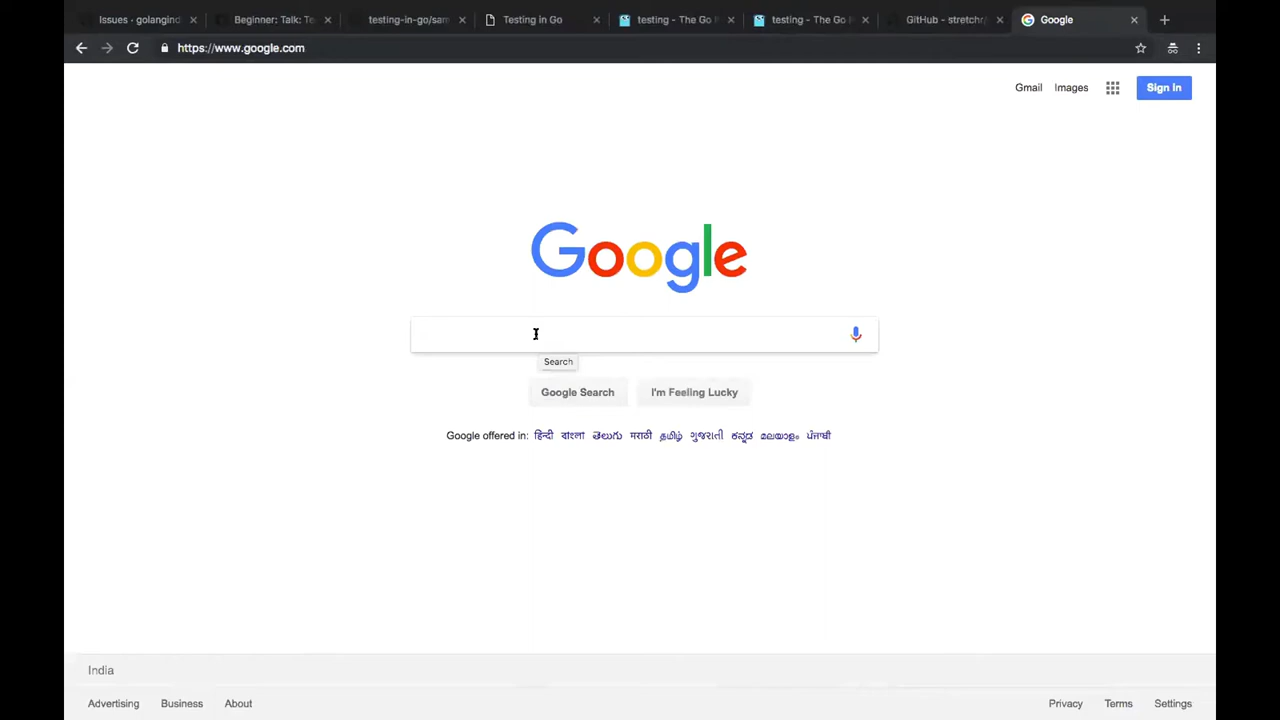 Issues · golangind
Beginner: Talk: Te
testing-in-go/sam
Testing in Go
testing - The Go
testing - The Go
GitHub - stretchr/
Google
https://www.google.com
Gmail Images Sign In
Google
Search
Google Search I'm Feeling Lucky
Google offered in: हिन्दी বাংলা తెలుగు मराठी தமிழ் ગુજરાતી ಕನ್ನಡ മലയാളം ਪੰਜਾਬੀ
India
Advertising Business About Privacy Terms Settings